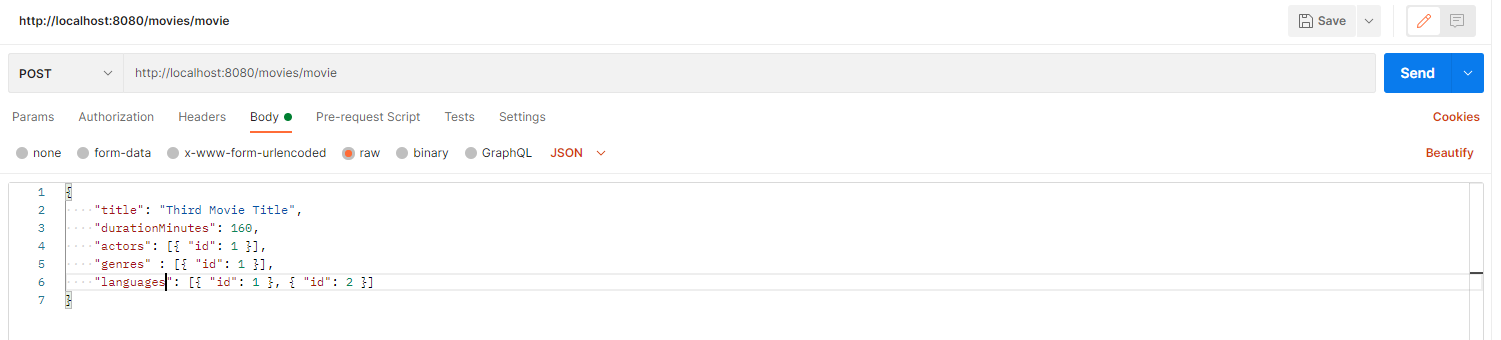 http://localhost:8080/movies/movie
Save
POST
http://localhost:8080/movies/movie
Send
Params Authorization Headers Body Pre-request Script Tests Settings Cookies
none form-data x-www-form-urlencoded raw binary GraphQL JSON Beautify
1 {
2 "title": "Third Movie Title",
3 "durationMinutes": 160,
4 "actors": [{ "id": 1 }],
5 "genres" : [{ "id": 1 }],
6 "languages": [{ "id": 1 }, { "id": 2 }]
7 }